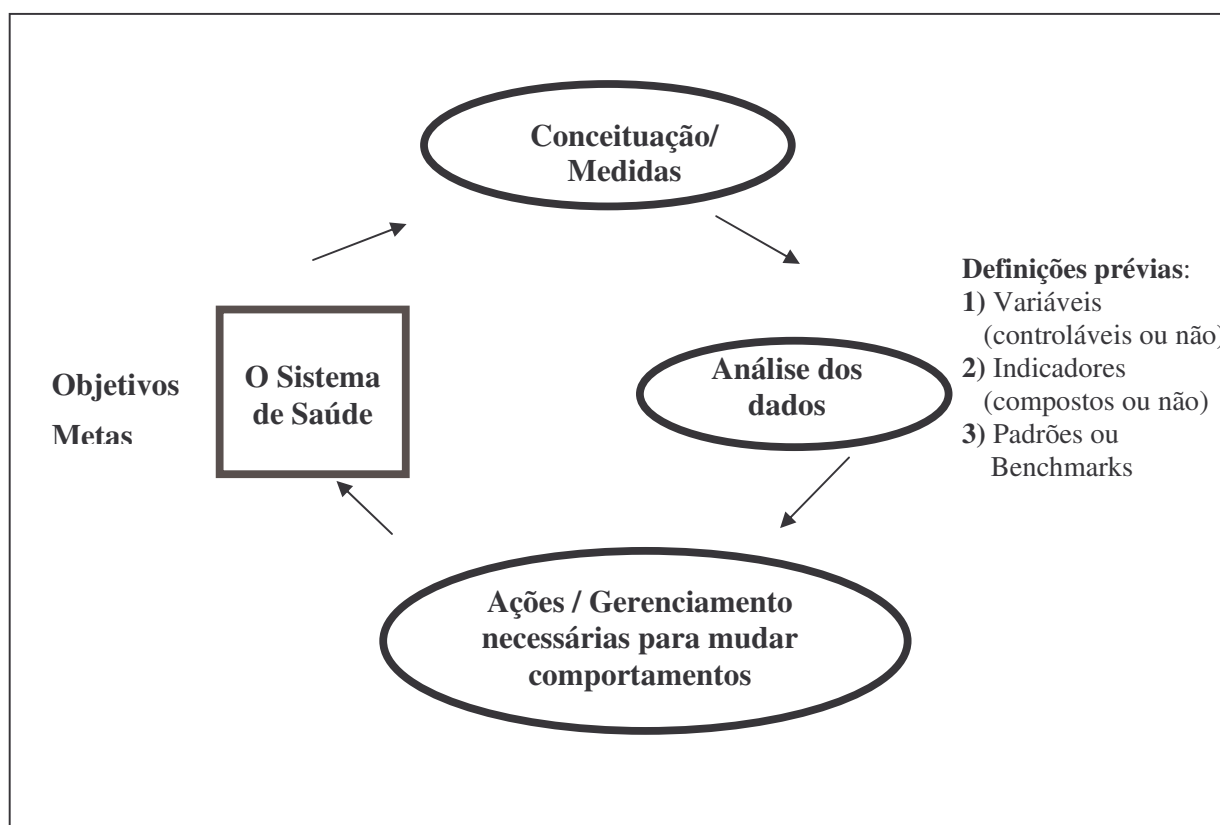 Conceituação/
Medidas
Definições prévias:
1) Variáveis
(controláveis ou não)
2) Indicadores
(compostos ou não)
3) Padrões ou
Benchmarks
Análise dos
dados
O Sistema
de Saúde
Objetivos
Metas
Ações / Gerenciamento
necessárias para mudar
comportamentos